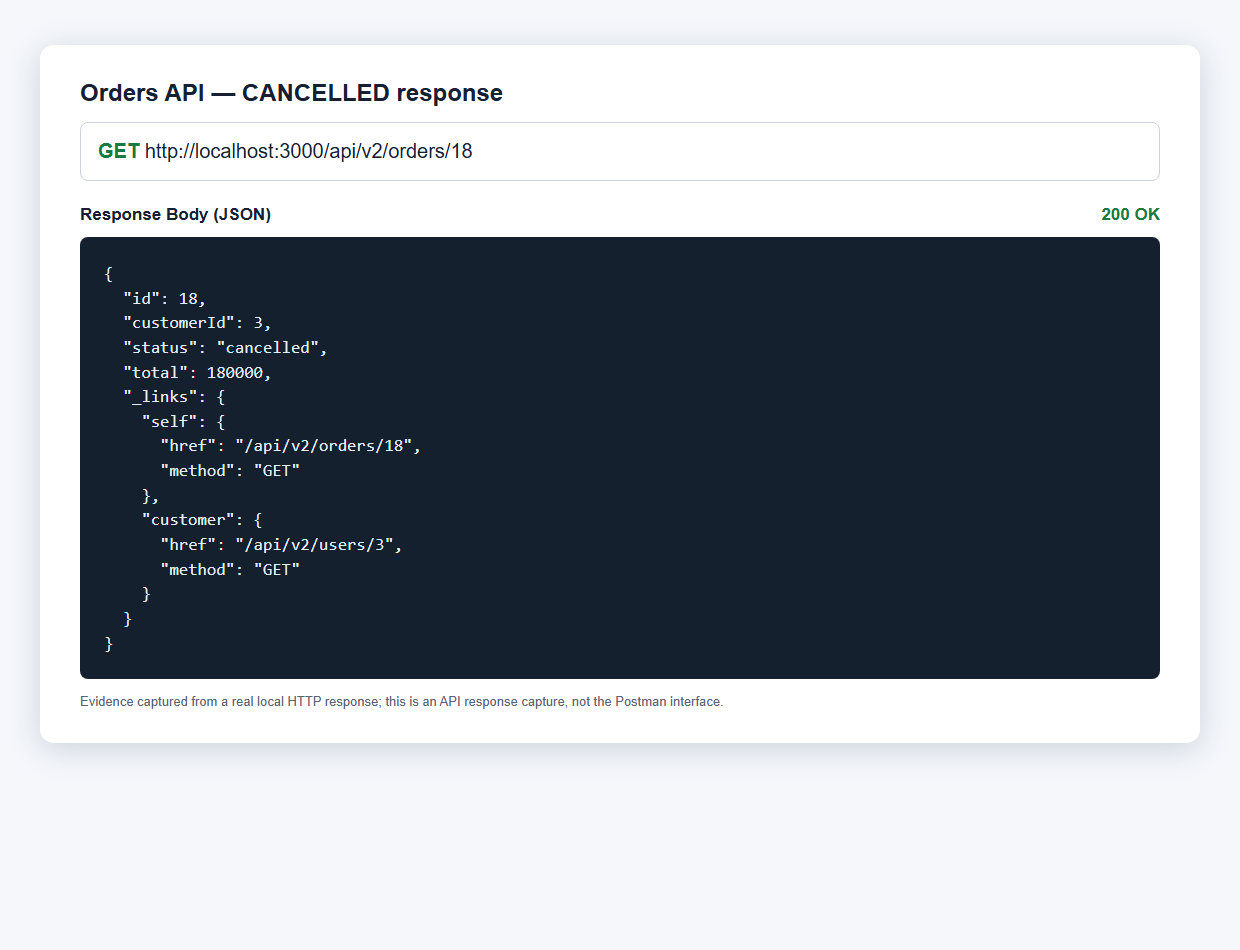 Orders API — CANCELLED response
GET http://localhost:3000/api/v2/orders/18
Response Body (JSON)
200 OK
{
  "id": 18,
  "customerId": 3,
  "status": "cancelled",
  "total": 180000,
  "_links": {
    "self": {
      "href": "/api/v2/orders/18",
      "method": "GET"
    },
    "customer": {
      "href": "/api/v2/users/3",
      "method": "GET"
    }
  }
}
Evidence captured from a real local HTTP response; this is an API response capture, not the Postman interface.